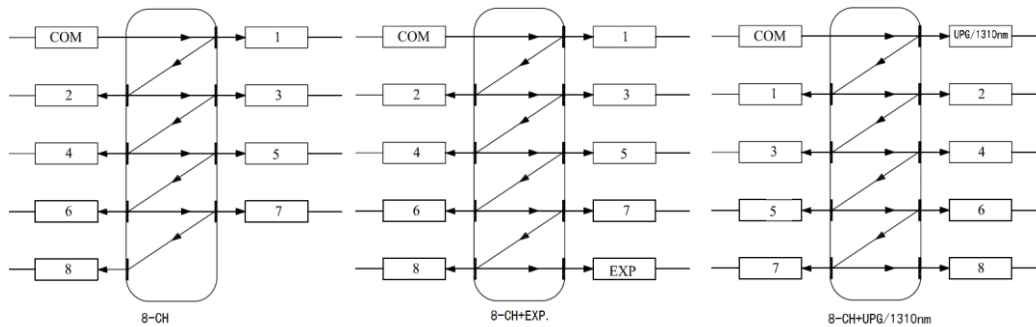 COM 1 COM 1 COM UPG/1310nm
2 3 2 3 1 2
4 5 4 5 3 4
6 7 6 7 5 6
8 8 EXP 7 8
8-CH 8-CH+EXP. 8-CH+UPG/1310nm